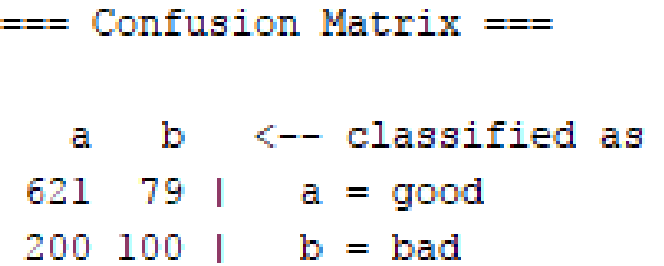 === Confusion Matrix ===
a b <-- classified as
621 79 | a = good
200 100 | b = bad